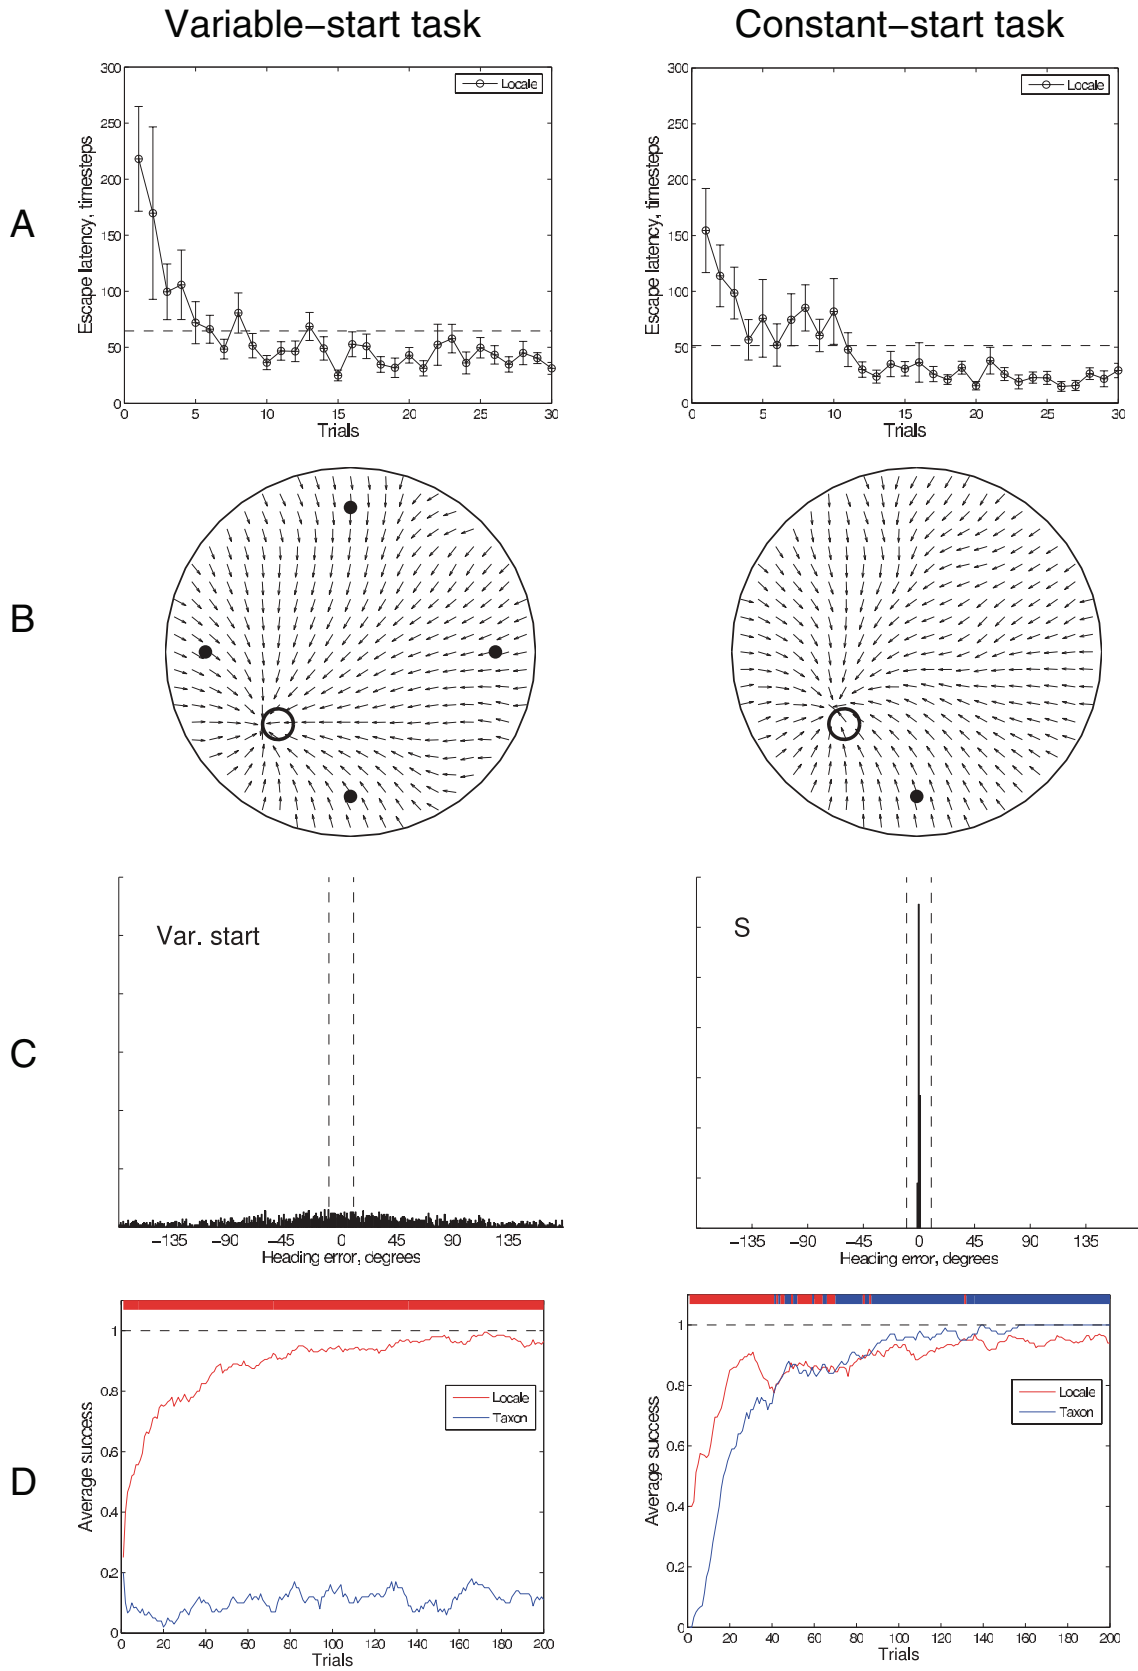 Variable–start task
Constant–start task
A
Escape latency, timesteps
300
250
200
150
100
50
0
Locale
0 5 10 15 20 25 30
Trials
Escape latency, timesteps
300
250
200
150
100
50
0
Locale
0 5 10 15 20 25 30
Trials
B
C
Var. start
−135 −90 −45 0 45 90 135
Heading error, degrees
S
−135 −90 −45 0 45 90 135
Heading error, degrees
D
Average success
1
0.8
0.6
0.4
0.2
0
Locale
Taxon
0 20 40 60 80 100 120 140 160 180 200
Trials
Average success
1
0.8
0.6
0.4
0.2
0
Locale
Taxon
0 20 40 60 80 100 120 140 160 180 200
Trials